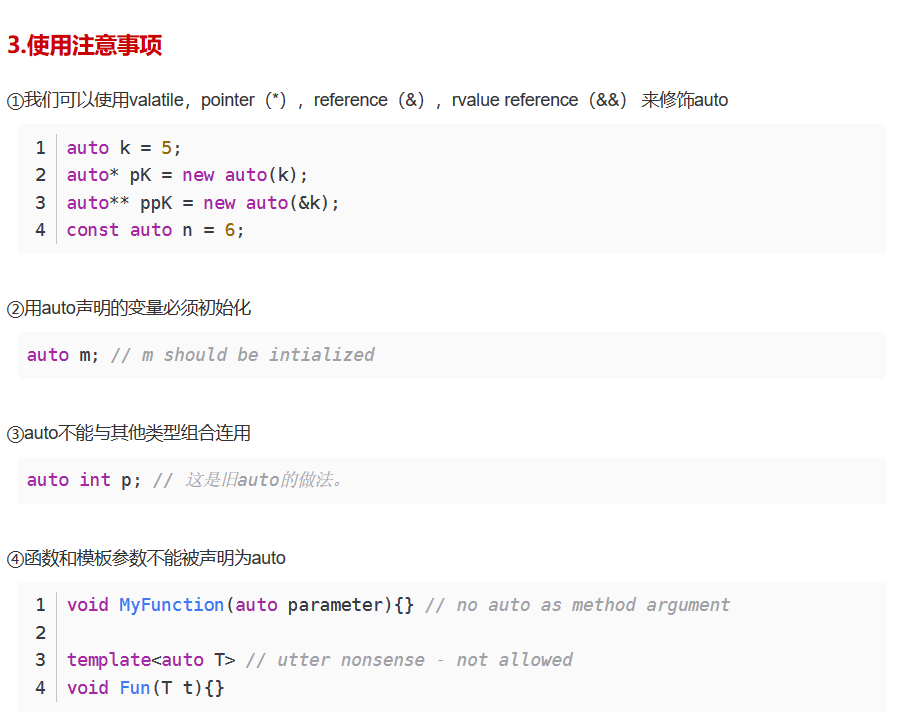 3.使用注意事项
①我们可以使用valatile，pointer（*），reference（&），rvalue reference（&&） 来修饰auto
1 auto k = 5;
2 auto* pK = new auto(k);
3 auto** ppK = new auto(&k);
4 const auto n = 6;
②用auto声明的变量必须初始化
auto m; // m should be intialized
③auto不能与其他类型组合连用
auto int p; // 这是旧auto的做法。
④函数和模板参数不能被声明为auto
1 void MyFunction(auto parameter){} // no auto as method argument
2
3 template<auto T> // utter nonsense - not allowed
4 void Fun(T t){}